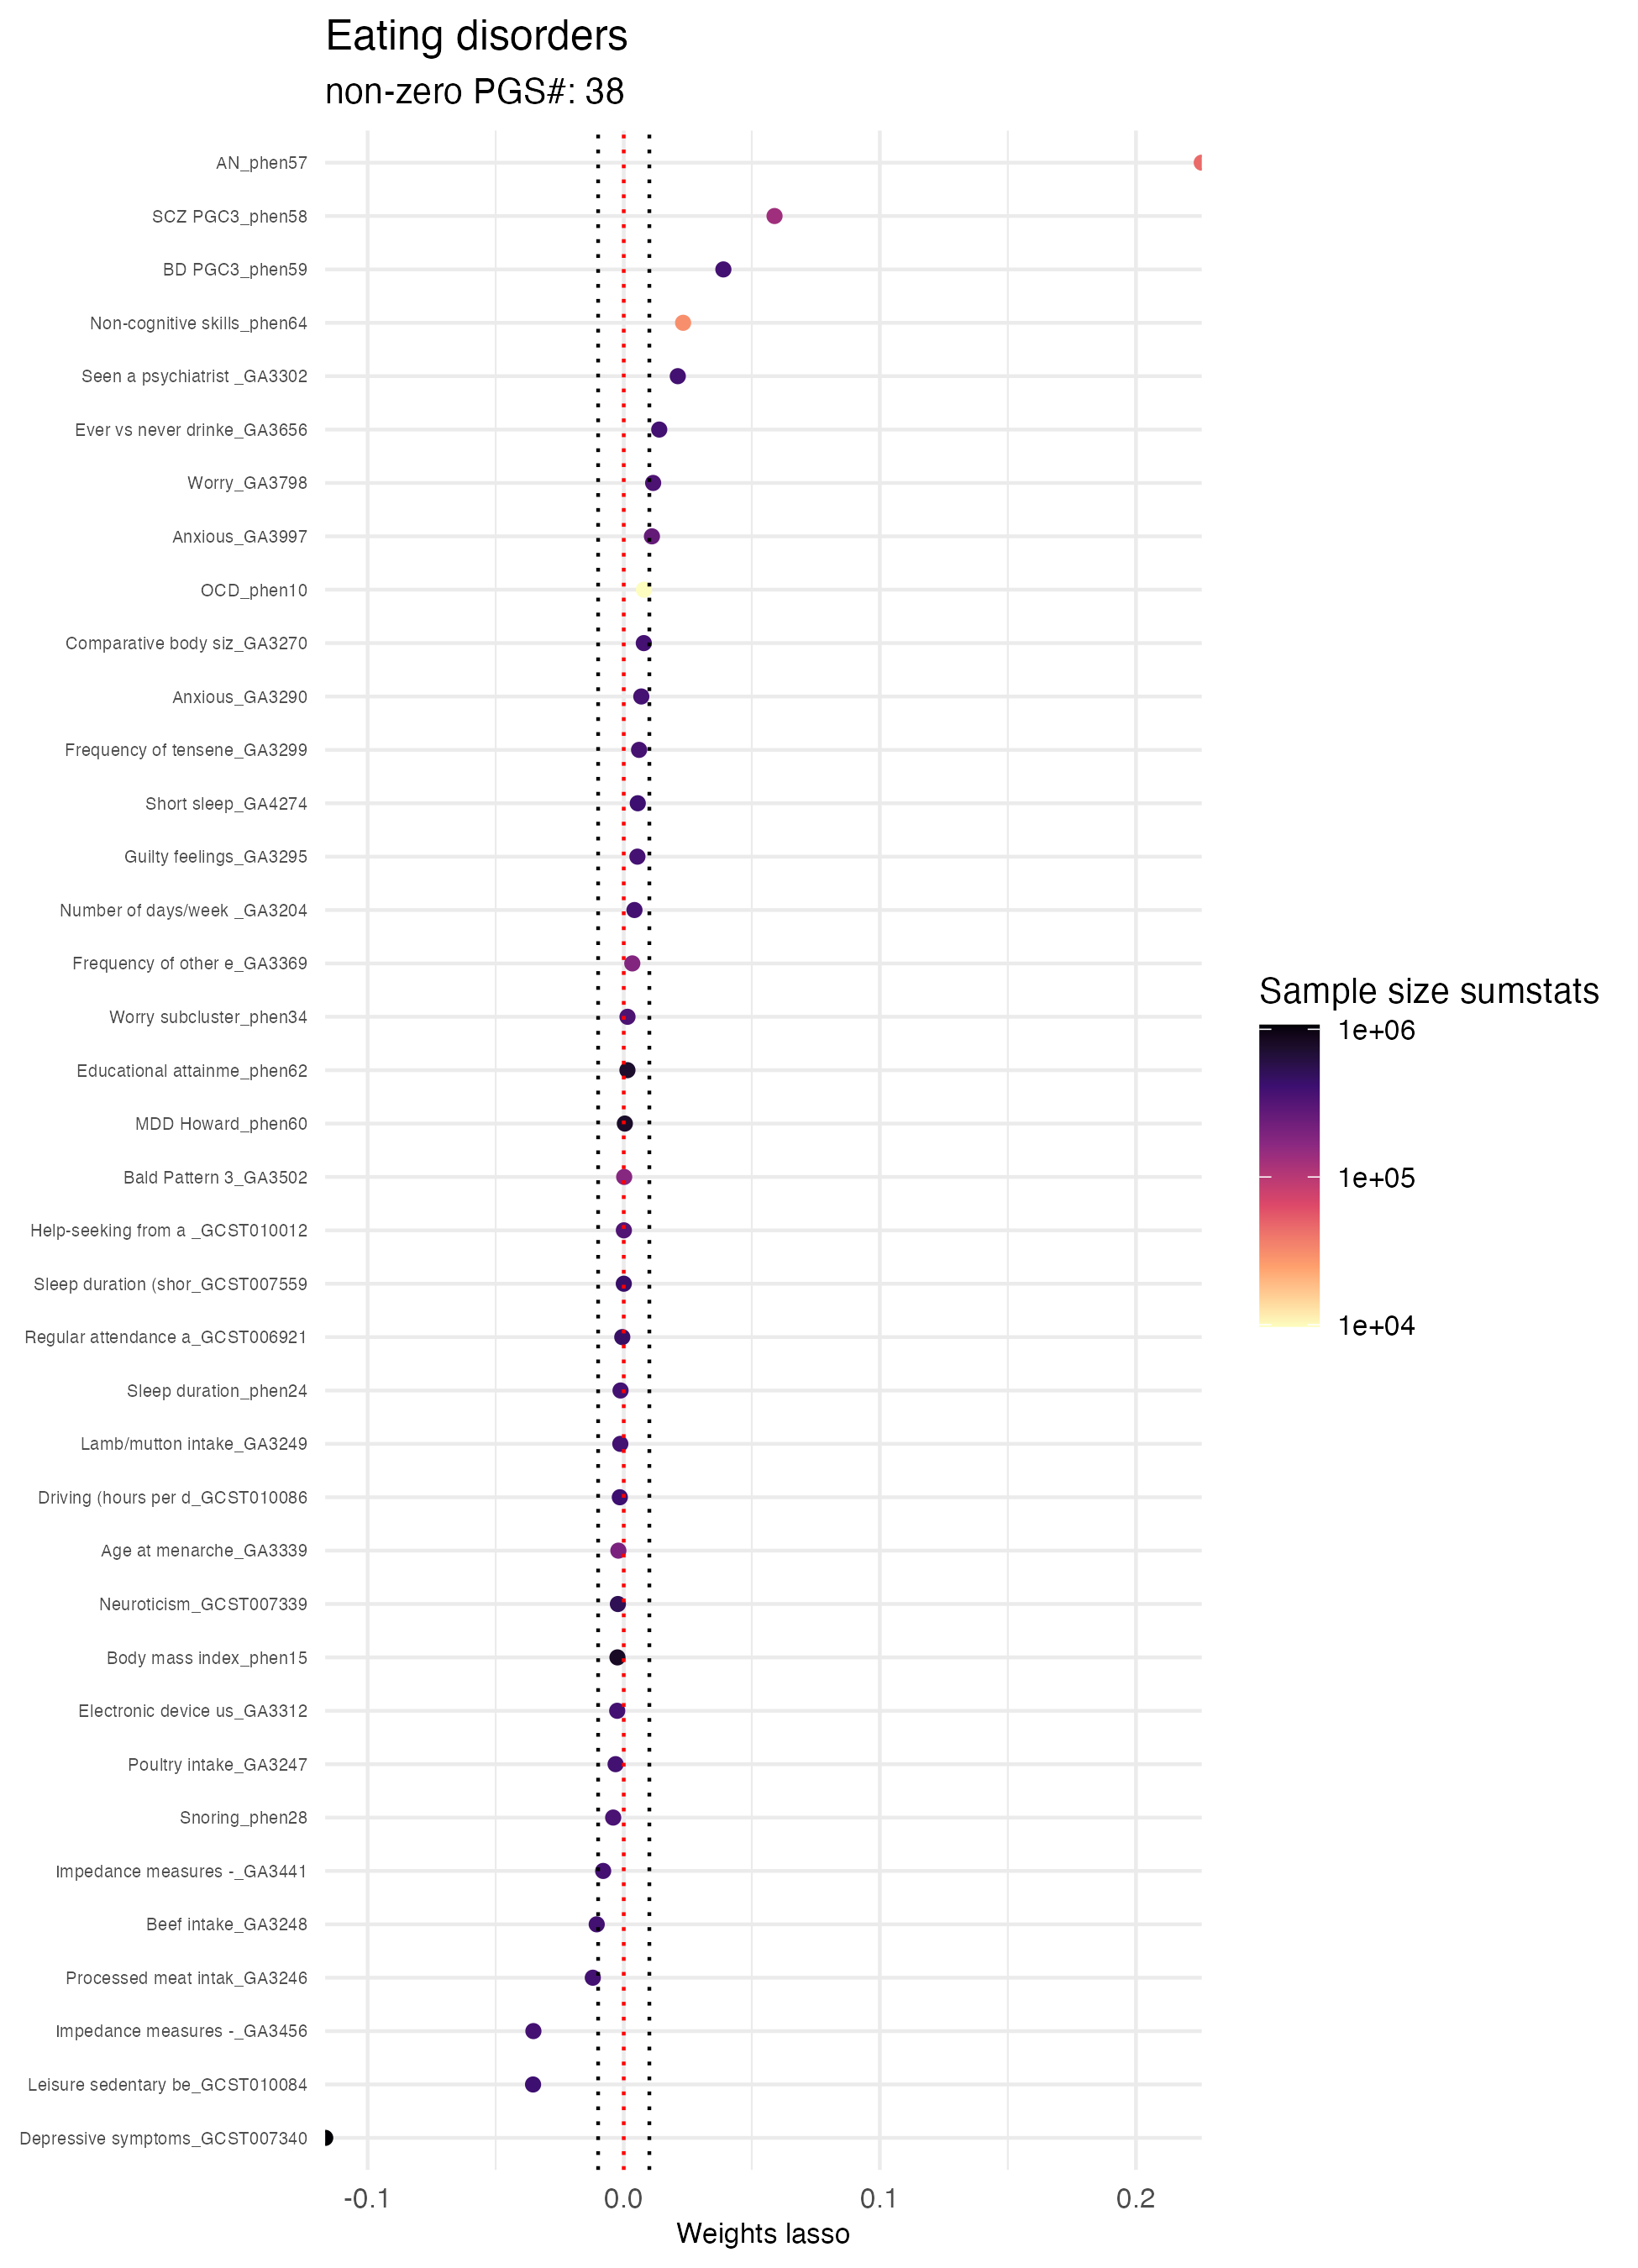 Eating disorders
non-zero PGS#: 38
AN_phen57
SCZ PGC3_phen58
BD PGC3_phen59
Non-cognitive skills_phen64
Seen a psychiatrist _GA3302
Ever vs never drinke_GA3656
Worry_GA3798
Anxious_GA3997
OCD_phen10
Comparative body siz_GA3270
Anxious_GA3290
Frequency of tensene_GA3299
Short sleep_GA4274
Guilty feelings_GA3295
Number of days/week _GA3204
Frequency of other e_GA3369
Worry subcluster_phen34
Educational attainme_phen62
MDD Howard_phen60
Bald Pattern 3_GA3502
Help-seeking from a _GCST010012
Sleep duration (shor_GCST007559
Regular attendance a_GCST006921
Sleep duration_phen24
Lamb/mutton intake_GA3249
Driving (hours per d_GCST010086
Age at menarche_GA3339
Neuroticism_GCST007339
Body mass index_phen15
Electronic device us_GA3312
Poultry intake_GA3247
Snoring_phen28
Impedance measures -_GA3441
Beef intake_GA3248
Processed meat intak_GA3246
Impedance measures -_GA3456
Leisure sedentary be_GCST010084
Depressive symptoms_GCST007340
-0.1 0.0 0.1 0.2
Weights lasso
Sample size sumstats
1e+06
1e+05
1e+04